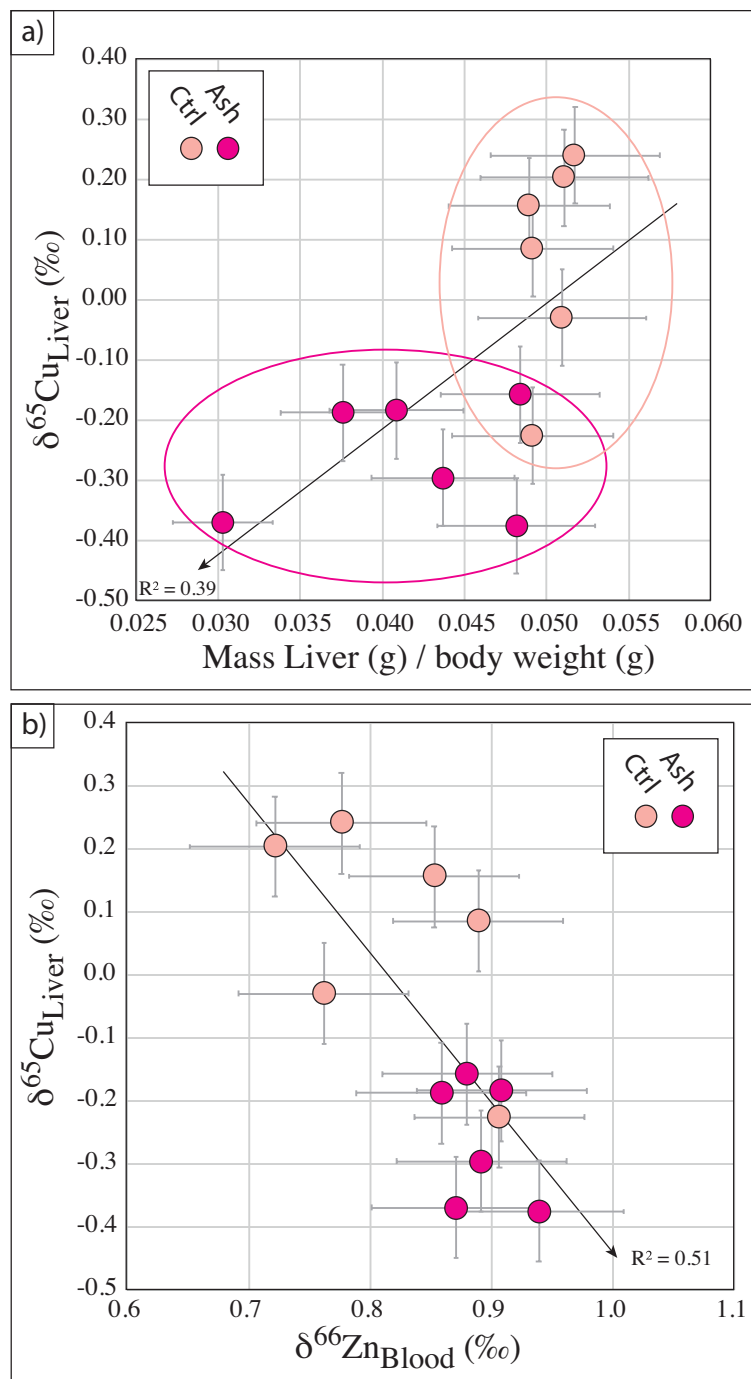 a)
0.40
0.30
0.20
0.10
0.00
-0.10
-0.20
-0.30
-0.40
-0.50
δ65CuLiver (‰)
Ctrl
Ash
R2 = 0.39
0.025 0.030 0.035 0.040 0.045 0.050 0.055 0.060
Mass Liver (g) / body weight (g)
b)
0.4
0.3
0.2
0.1
0.0
-0.1
-0.2
-0.3
-0.4
-0.5
δ65CuLiver (‰)
Ctrl
Ash
R2 = 0.51
0.6 0.7 0.8 0.9 1.0 1.1
δ66ZnBlood (‰)